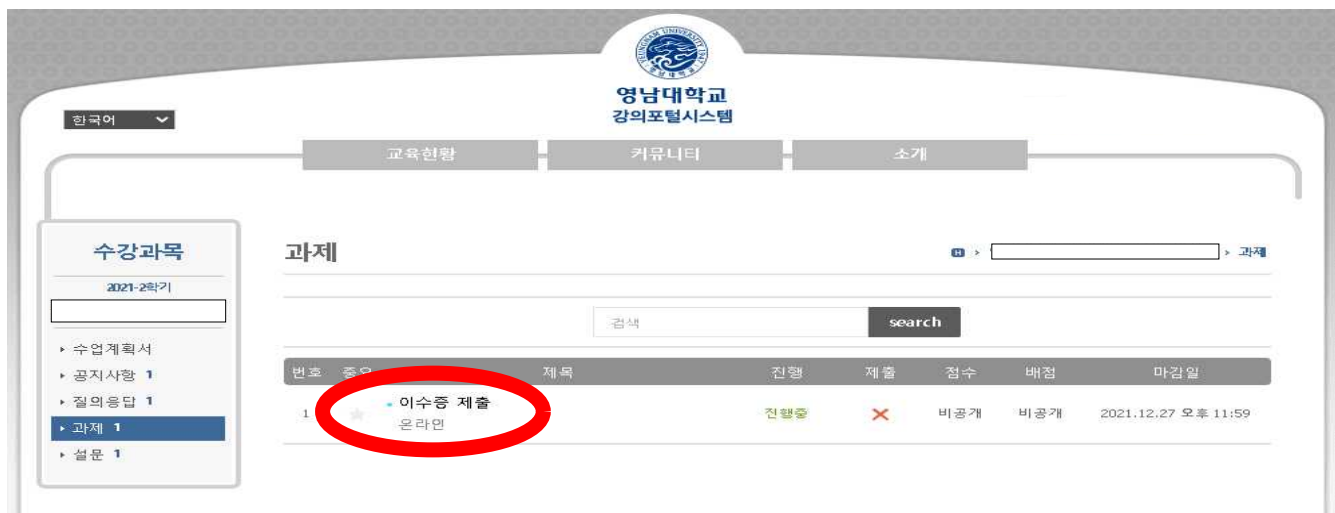 영남대학교
강의포털시스템
한국어
교육현황 커뮤니티 소개
수강과목
2021-2학기
수업계획서
공지사항 1
질의응답 1
과제 1
설문 1
과제
H > > 과제
검색 search
번호 중요 제목 진행 제출 점수 배점 마감일
1 이수증 제출 진행중 비공개 비공개 2021.12.27 오후 11:59
온라인